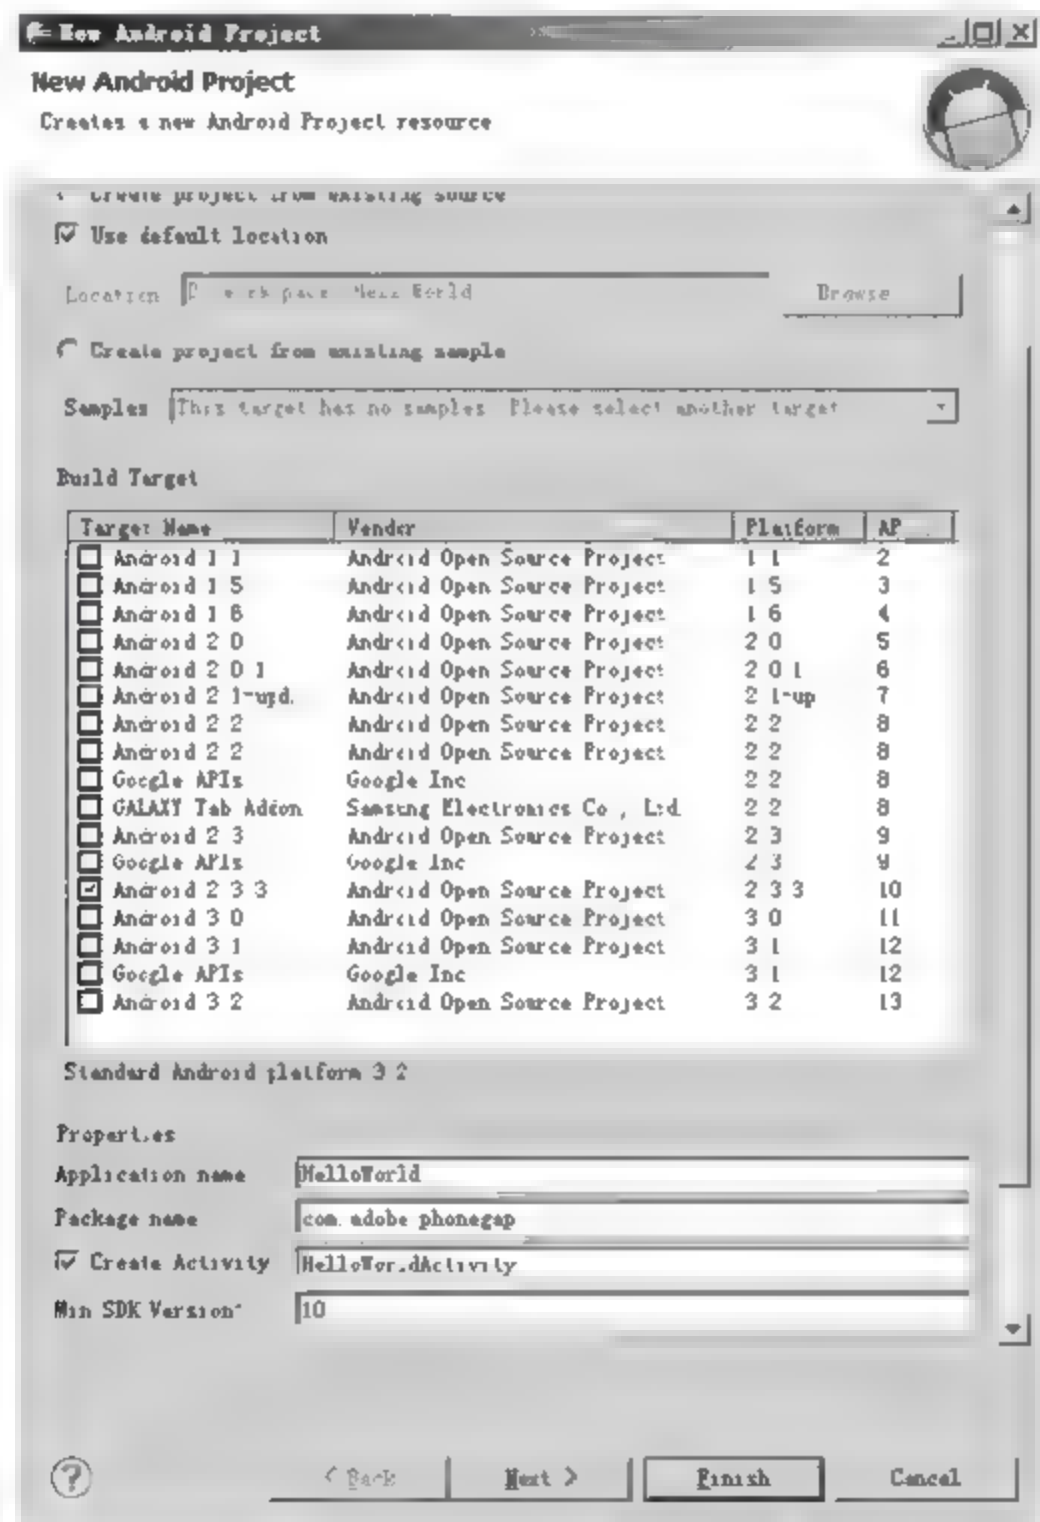 New Android Project
New Android Project
Creates a new Android Project resource
Create project from existing source
Use default location
Location Browse
Create project from existing sample
Samples This target has no samples Please select another target
Build Target
Target Name Vendor Platform AP
Android 1 1 Android Open Source Project 1 1 2
Android 1 5 Android Open Source Project 1 5 3
Android 1 6 Android Open Source Project 1 6 4
Android 2 0 Android Open Source Project 2 0 5
Android 2 0 1 Android Open Source Project 2 0 1 6
Android 2 1-upd. Android Open Source Project 2 1-up 7
Android 2 2 Android Open Source Project 2 2 8
Android 2 2 Android Open Source Project 2 2 8
Google APIs Google Inc 2 2 8
GALAXY Tab Addon Samsung Electronics Co , Ltd 2 2 8
Android 2 3 Android Open Source Project 2 3 9
Google APIs Google Inc 2 3 9
Android 2 3 3 Android Open Source Project 2 3 3 10
Android 3 0 Android Open Source Project 3 0 11
Android 3 1 Android Open Source Project 3 1 12
Google APIs Google Inc 3 1 12
Android 3 2 Android Open Source Project 3 2 13
Standard Android platform 3 2
Properties
Application name HelloWorld
Package name com. adobe phonegap
Create Activity HelloWorldActivity
Min SDK Version 10
? < Back Next > Finish Cancel